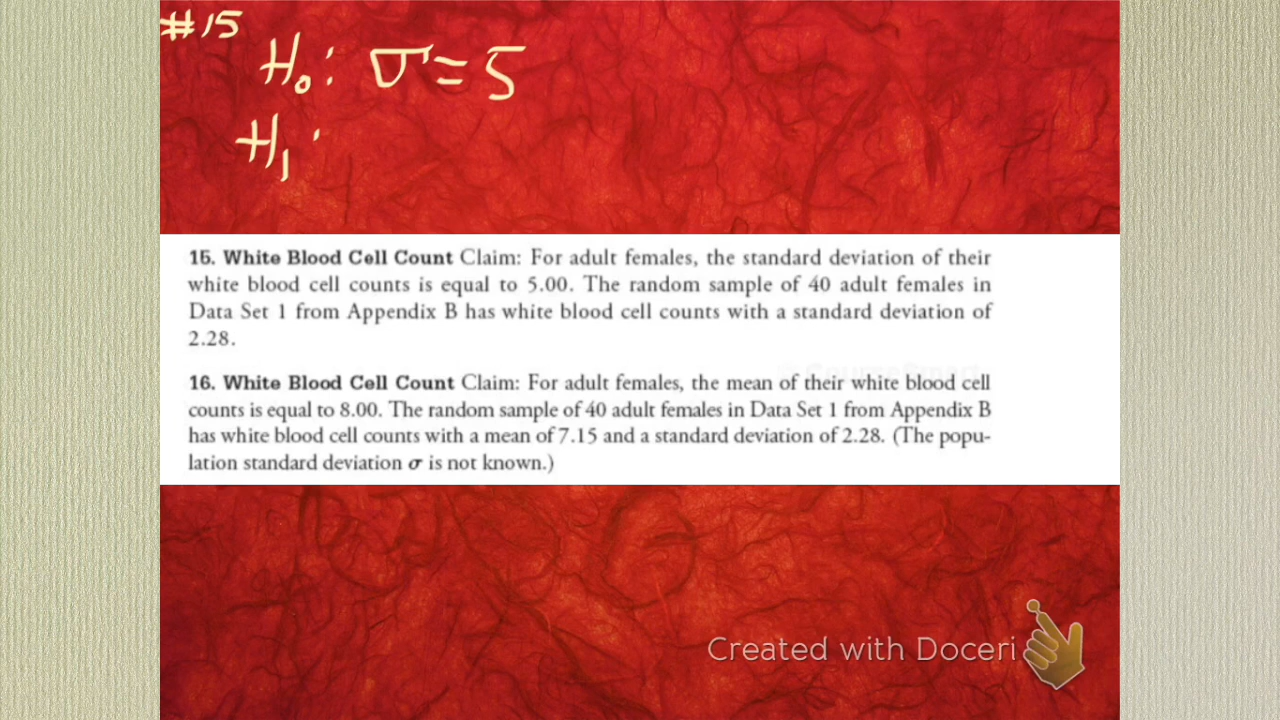 #15
H₀: σ = 5
H₁:
15. White Blood Cell Count Claim: For adult females, the standard deviation of their
white blood cell counts is equal to 5.00. The random sample of 40 adult females in
Data Set 1 from Appendix B has white blood cell counts with a standard deviation of
2.28.
16. White Blood Cell Count Claim: For adult females, the mean of their white blood cell
counts is equal to 8.00. The random sample of 40 adult females in Data Set 1 from Appendix B
has white blood cell counts with a mean of 7.15 and a standard deviation of 2.28. (The popu-
lation standard deviation σ is not known.)
Created with Doceri